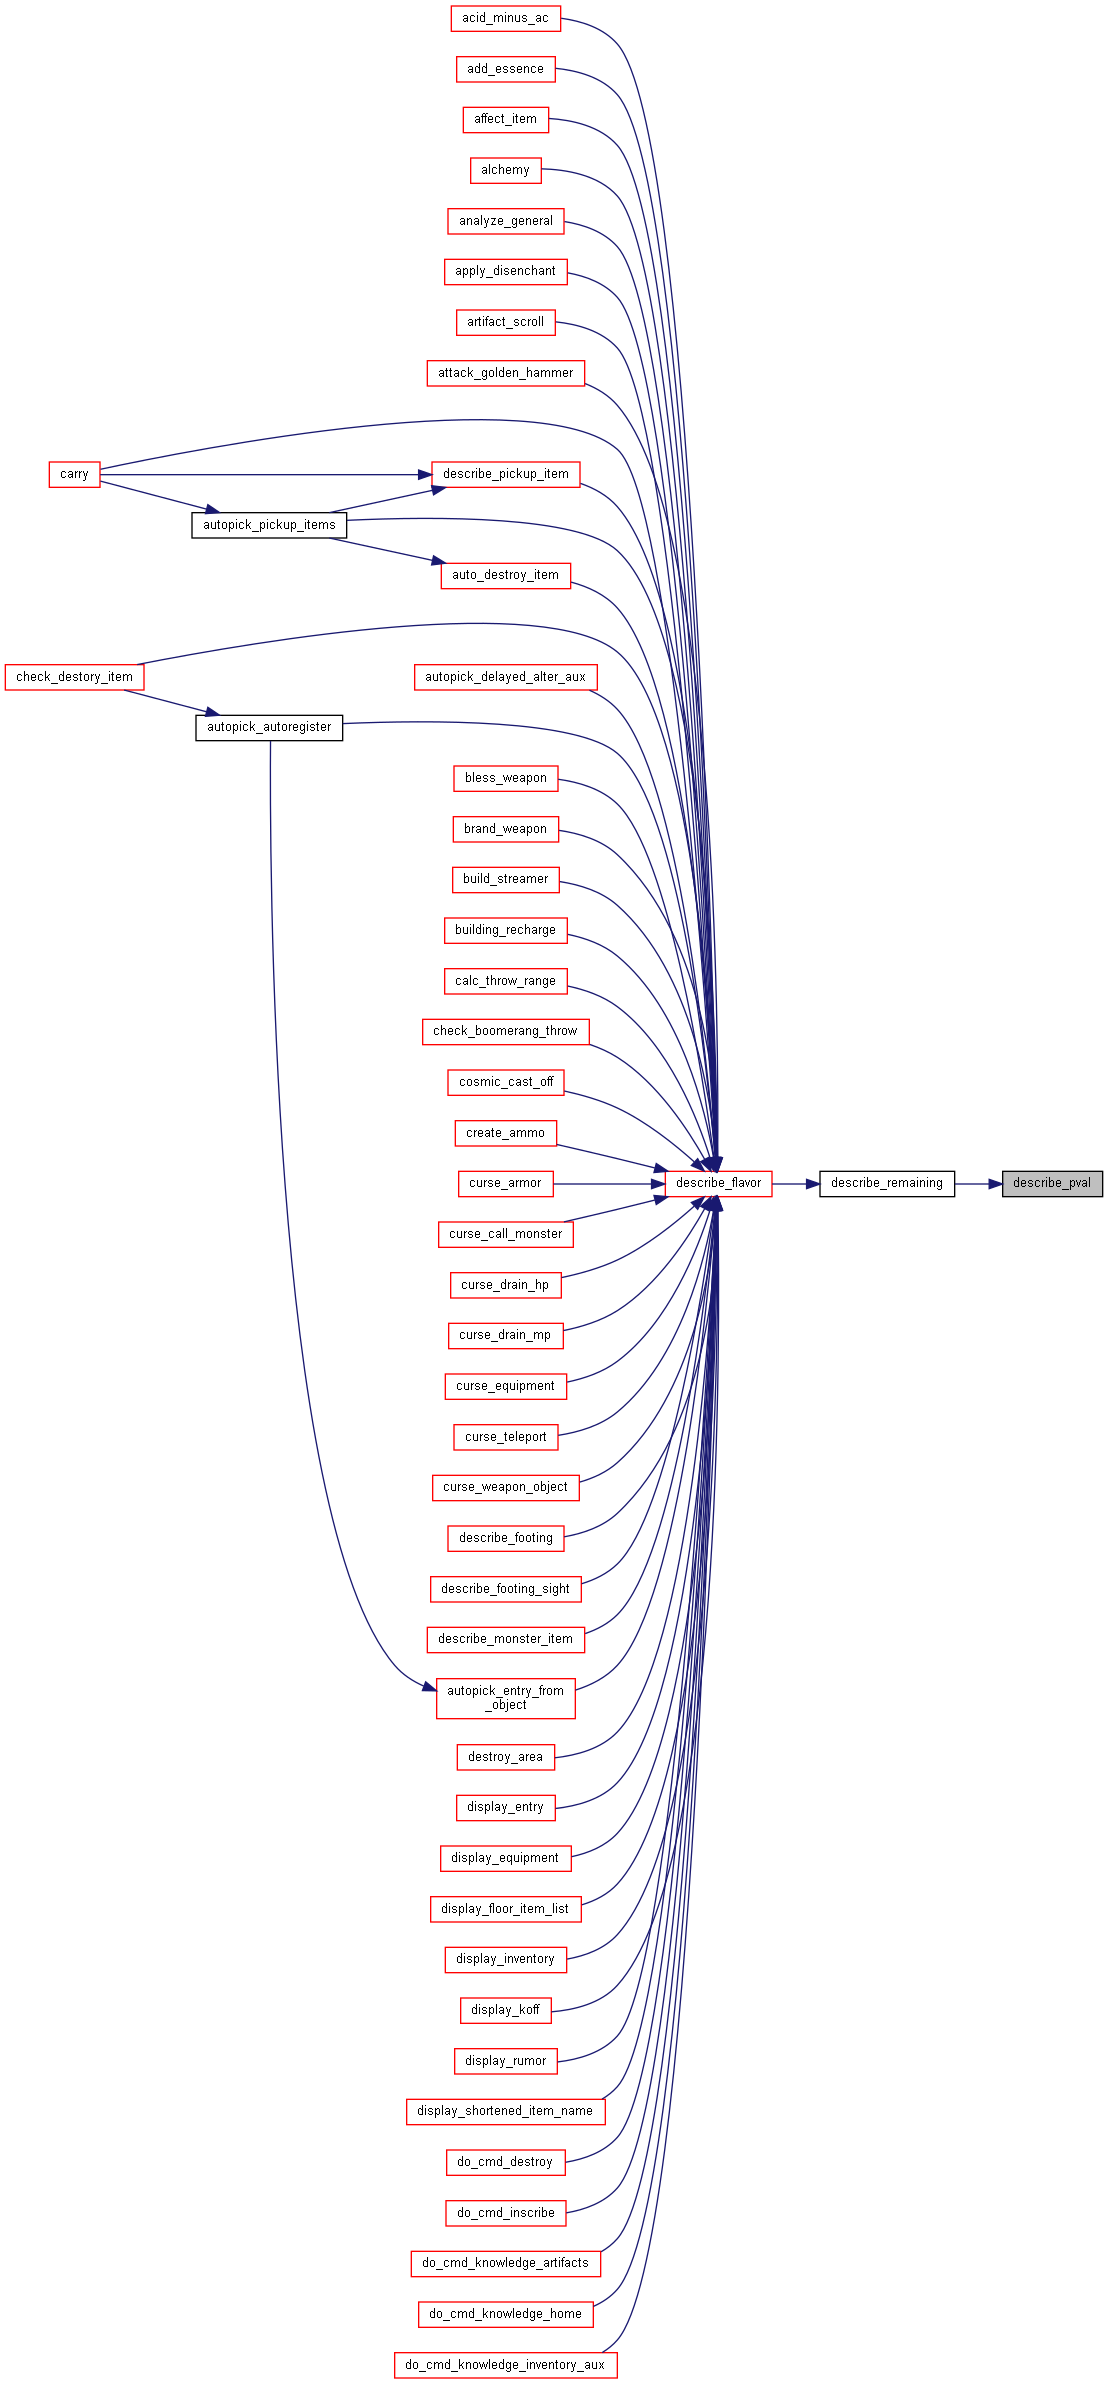 acid_minus_ac
add_essence
affect_item
alchemy
analyze_general
apply_disenchant
artifact_scroll
attack_golden_hammer
carry
describe_pickup_item
autopick_pickup_items
auto_destroy_item
check_destory_item
autopick_delayed_alter_aux
autopick_autoregister
bless_weapon
brand_weapon
build_streamer
building_recharge
calc_throw_range
check_boomerang_throw
cosmic_cast_off
create_ammo
curse_armor
describe_flavor
describe_remaining
describe_pval
curse_call_monster
curse_drain_hp
curse_drain_mp
curse_equipment
curse_teleport
curse_weapon_object
describe_footing
describe_footing_sight
describe_monster_item
autopick_entry_from
_object
destroy_area
display_entry
display_equipment
display_floor_item_list
display_inventory
display_koff
display_rumor
display_shortened_item_name
do_cmd_destroy
do_cmd_inscribe
do_cmd_knowledge_artifacts
do_cmd_knowledge_home
do_cmd_knowledge_inventory_aux